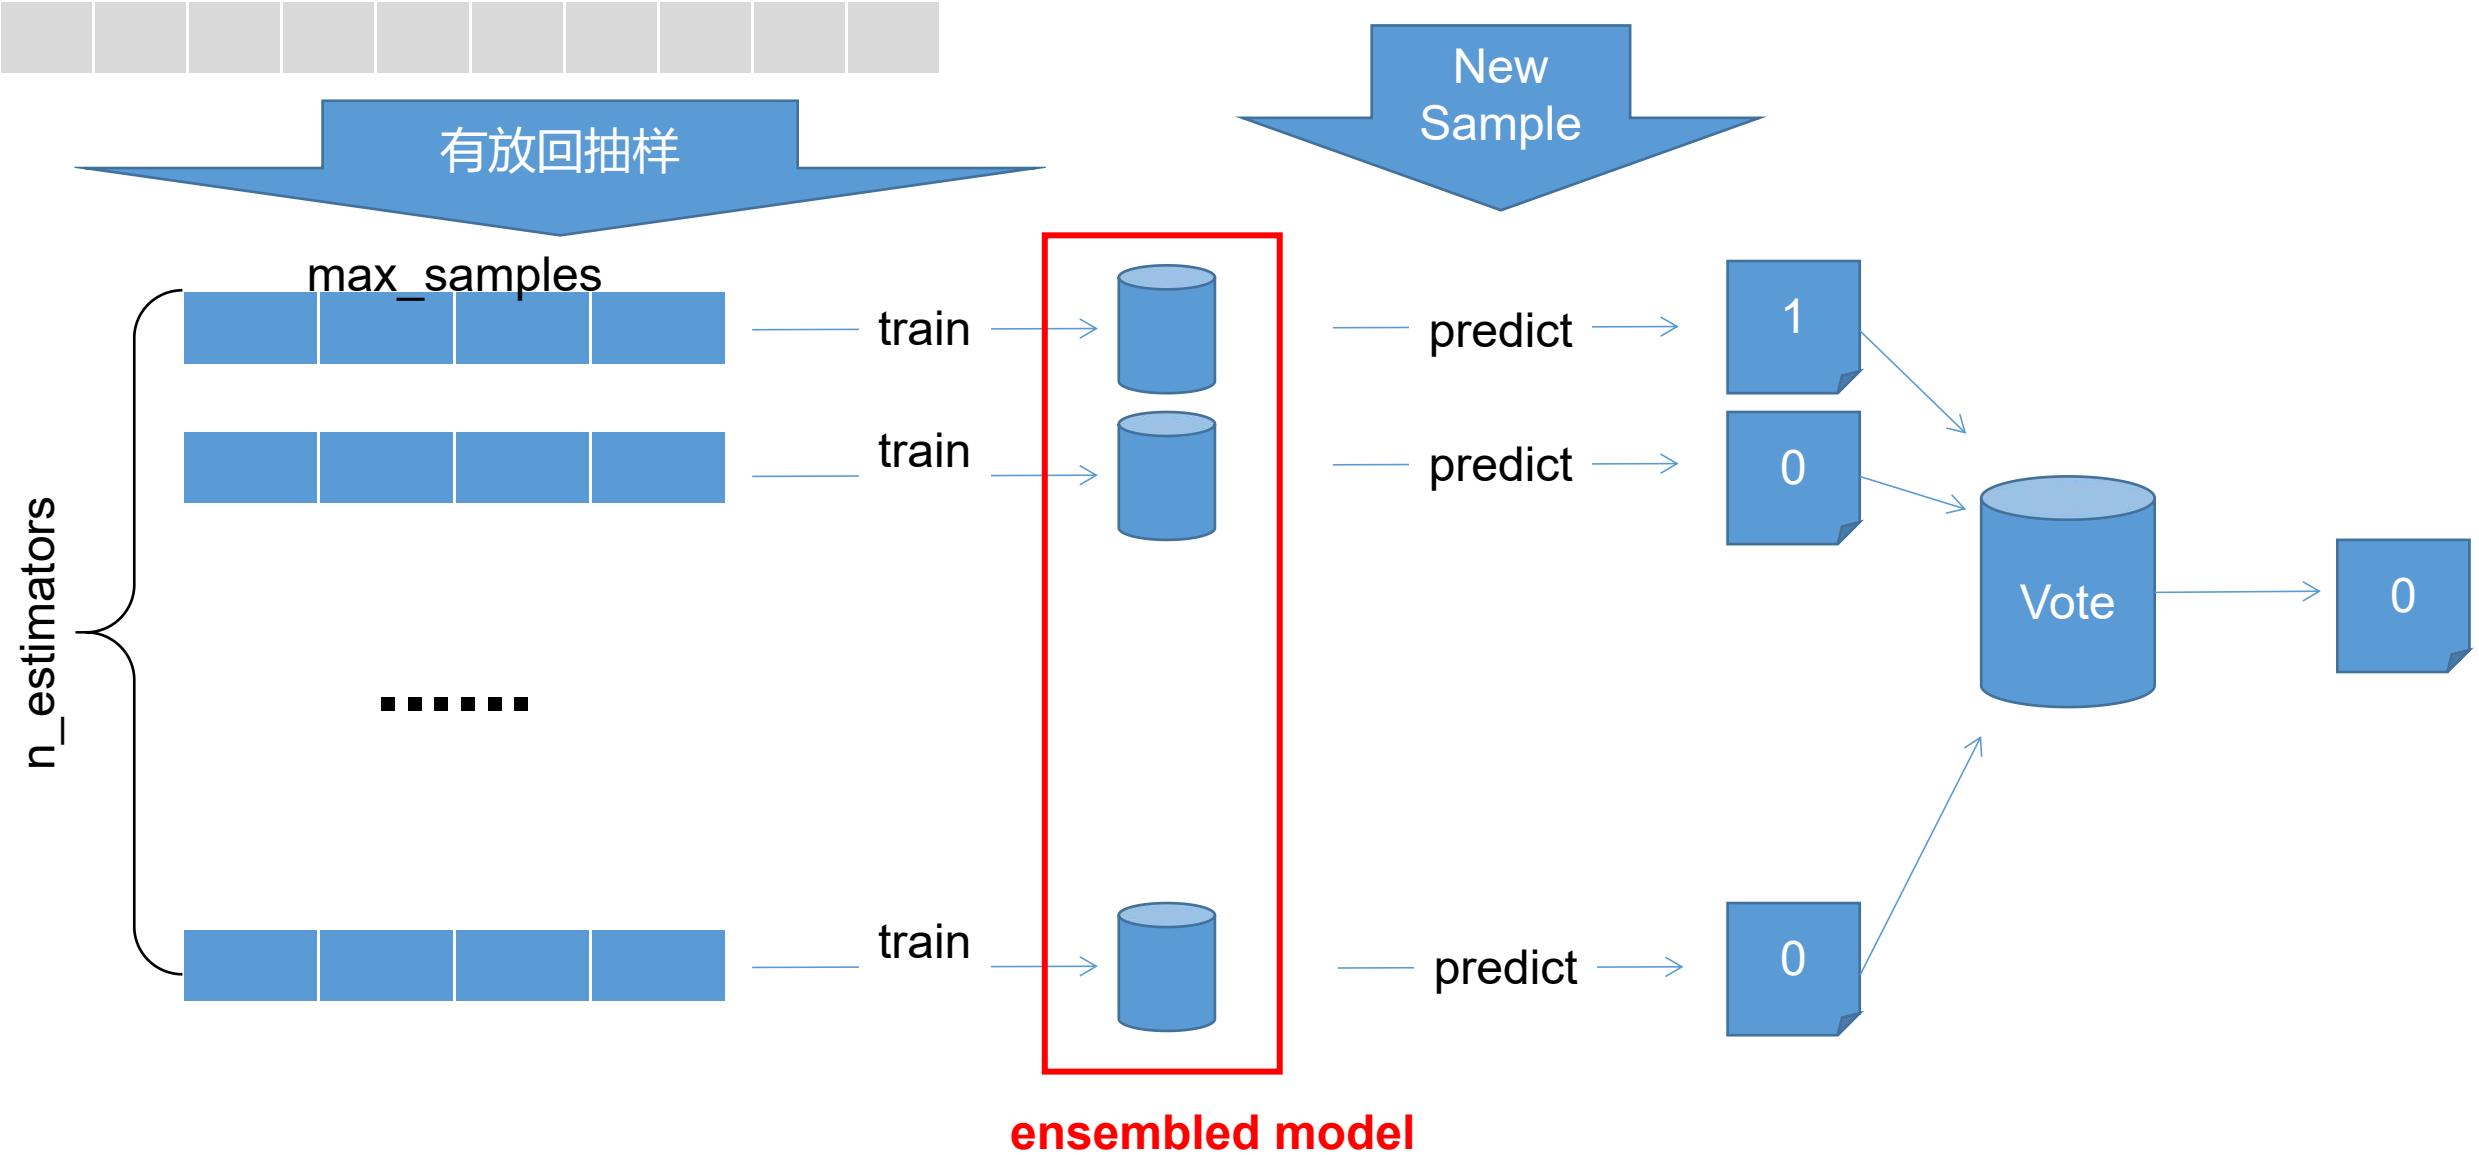 New
Sample
有放回抽样
max_samples
train
predict
1
train
predict
0
n_estimators
Vote
0
......
train
predict
0
ensembled model